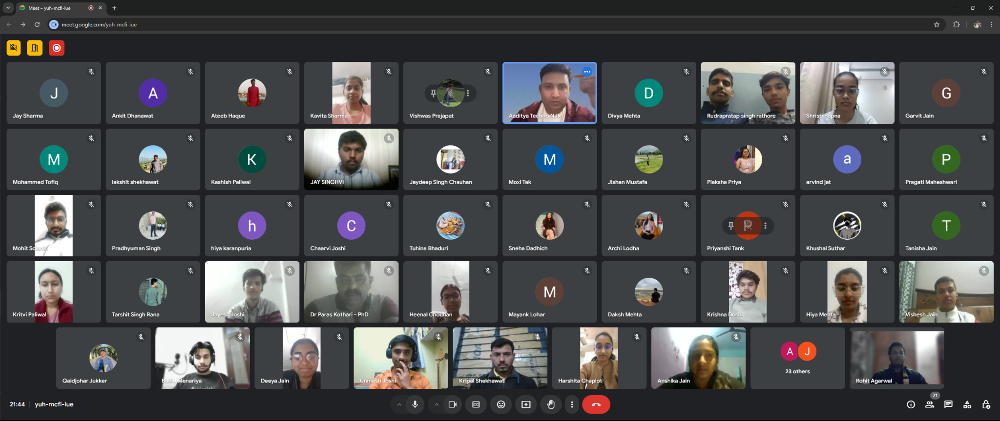 Meet – yuh-mcfi-iue
meet.google.com/yuh-mcfi-iue
J
Jay Sharma
A
Ankit Dhanawat
Ateeb Haque
Kavita Sharma
Vishwas Prajapat
Aaditya Techno NJR
D
Divya Mehta
Rudrapratap singh rathore
Shristi Bapna
G
Garvit Jain
M
Mohammed Tofiq
lakshit shekhawat
K
Kashish Paliwal
JAY SINGHVI
Jaydeep Singh Chauhan
M
Moxi Tak
Jishan Mustafa
Plaksha Priya
a
arvind jat
P
Pragati Maheshwari
Mohit Solanki
Pradhyuman Singh
h
hiya karanpuria
C
Chaarvi Joshi
Tuhina Bhaduri
Sneha Dadhich
Archi Lodha
P
Priyanshi Tank
Khushal Suthar
T
Tanisha Jain
Kritvi Paliwal
Tarshit Singh Rana
Jayesh Joshi
Dr Paras Kothari - PhD
Heenal Chouhan
M
Mayank Lohar
Daksh Mehta
Krishna Doshi
Hiya Mehta
Vishesh Jain
Qaidjohar Jukker
Bablu Menariya
Deeya Jain
Unmesh Joshi
Kripal Shekhawat
Harshita Chaplot
Anshika Jain
A J
23 others
Rohit Agarwal
21:44 | yuh-mcfi-iue
71